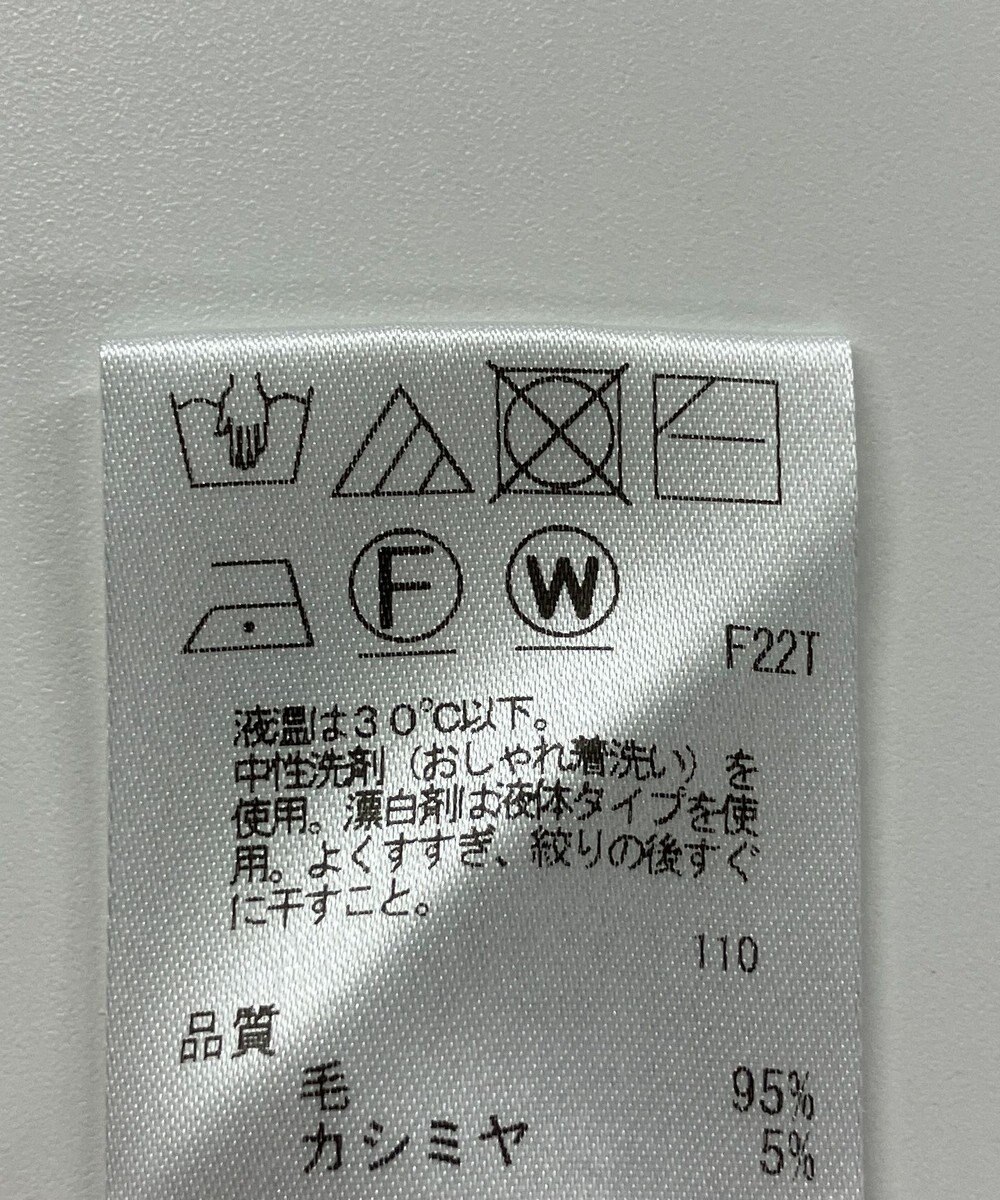 F
W
F22T
液温は３０℃以下。
中性洗剤（おしゃれ着洗い）を
使用。漂白剤は液体タイプを使
用。よくすすぎ、絞りの後すぐ
に干すこと。
110
品質
毛 95%
カシミヤ 5%